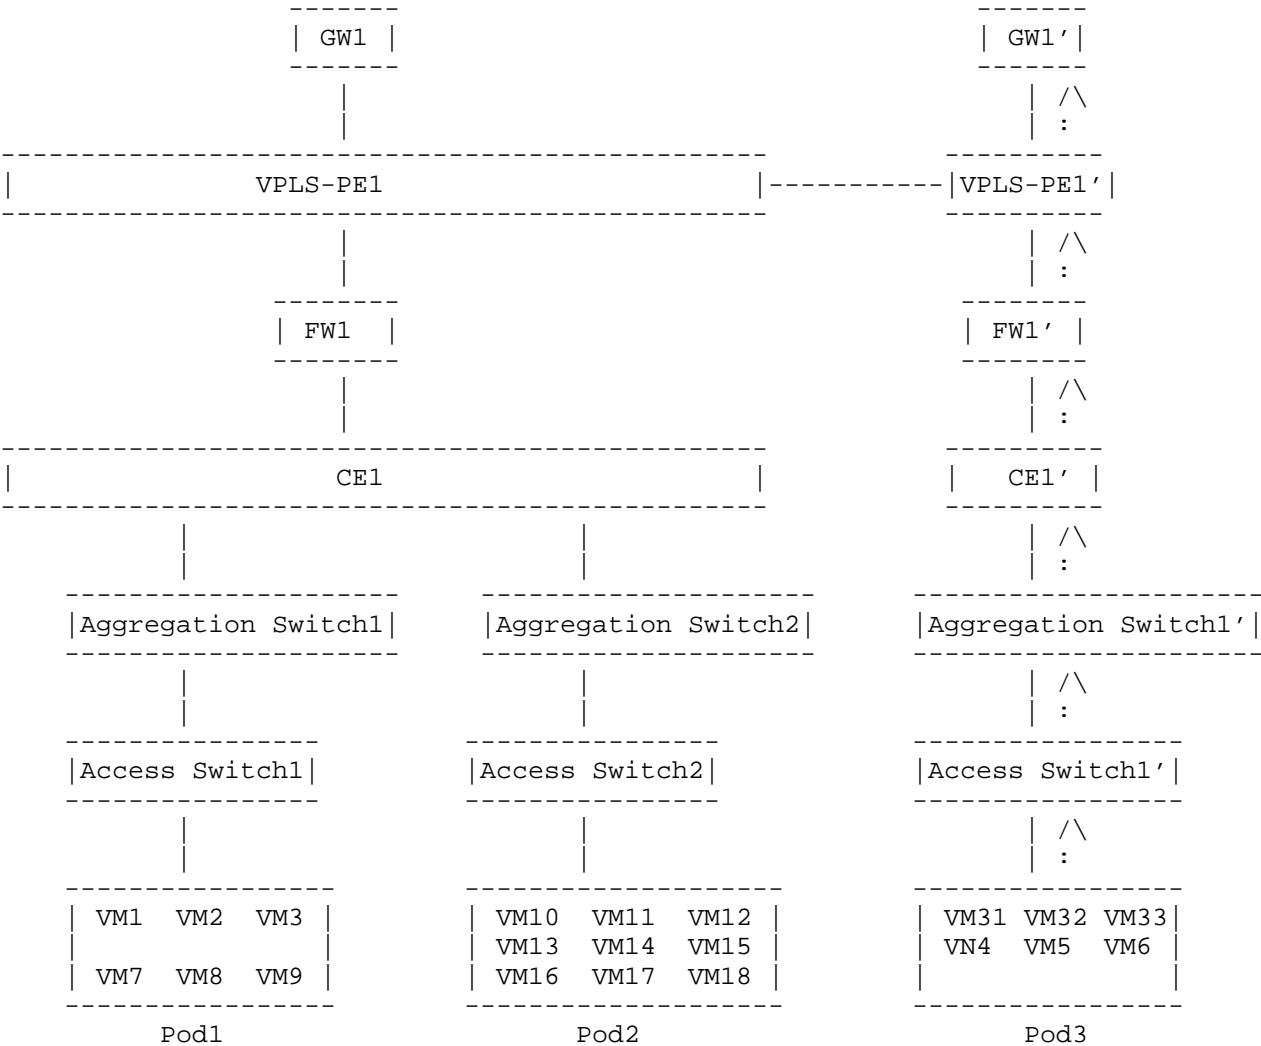 GW1 GW1'
/\
:
VPLS-PE1 VPLS-PE1'
/\
:
FW1 FW1'
/\
:
CE1 CE1'
/\
:
Aggregation Switch1 Aggregation Switch2 Aggregation Switch1'
/\
:
Access Switch1 Access Switch2 Access Switch1'
/\
:
VM1 VM2 VM3 VM10 VM11 VM12 VM31 VM32 VM33
VM13 VM14 VM15 VN4 VM5 VM6
VM7 VM8 VM9 VM16 VM17 VM18
Pod1 Pod2 Pod3